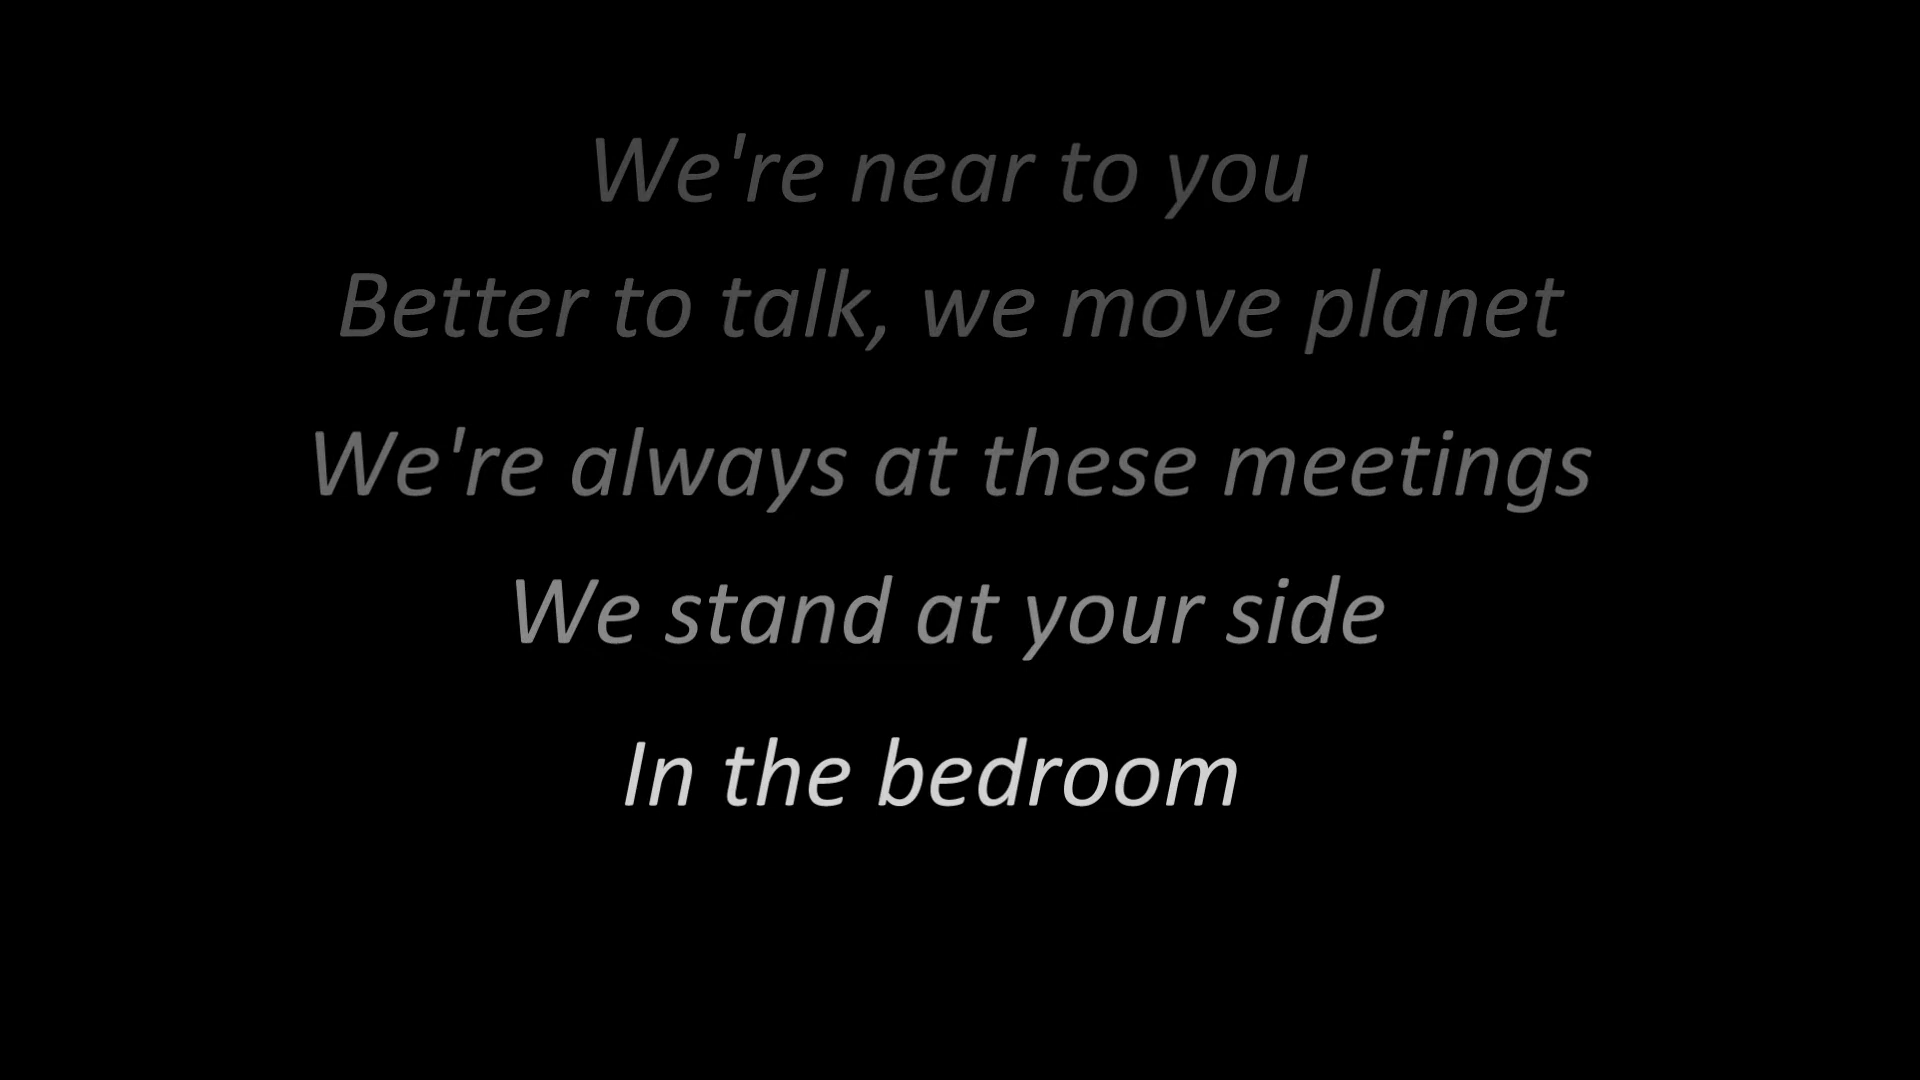 We're near to you
Better to talk, we move planet
We're always at these meetings
We stand at your side
In the bedroom